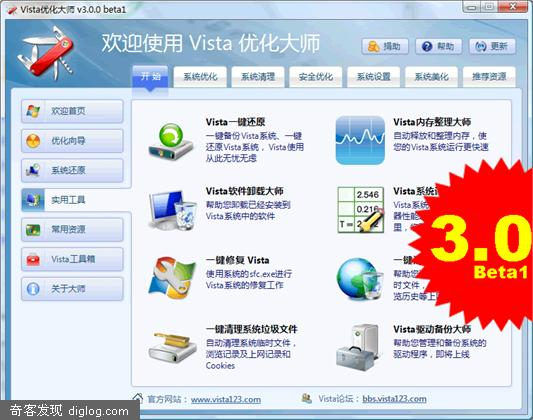 Vista优化大师 v3.0.0 beta1
欢迎使用 Vista 优化大师
捐助
帮助
更新
开始
系统优化
系统清理
安全优化
系统设置
系统美化
推荐资源
欢迎首页
优化向导
系统还原
实用工具
常用资源
Vista工具箱
关于大师
Vista一键还原
一键备份Vista系统、一键
还原Vista系统，Vista使用
从此无忧无虑
Vista内存整理大师
自动释放和整理内存，使
您的Vista系统运行更快速
Vista软件卸载大师
帮助您卸载已经安装到
Vista系统中的软件
2.546
0.216
T =
Vista系统
Vista系统
器性能
里，
一键修复 Vista
使用系统的sfc.exe进行
Vista系统的修复工作
一键
帮助您
时文件，
览历史等上
3.0
Beta1
一键清理系统垃圾文件
自动清理系统临时文件，
浏览记录及上网记录和
Cookies
Vista驱动备份大师
帮助您管理和备份系统的
驱动程序，即将上线
官方网站： www.vista123.com
Vista论坛： bbs.vista123.com
奇客发现 diglog.com